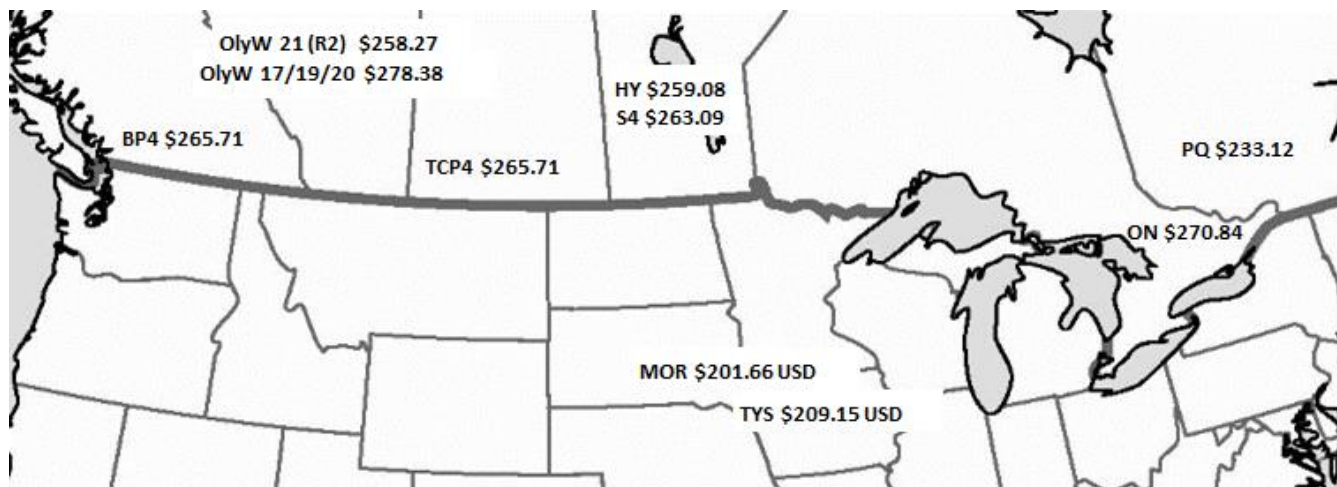 OlyW 21 (R2) $258.27
OlyW 17/19/20 $278.38
HY $259.08
S4 $263.09
BP4 $265.71
TCP4 $265.71
PQ $233.12
ON $270.84
MOR $201.66 USD
TYS $209.15 USD